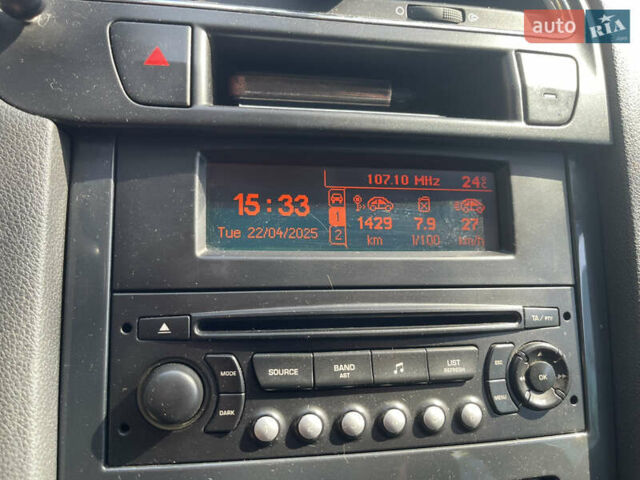 auto RIA
.com
107.10 MHz 24°C
15:33
1
1429 7.9 27
Tue 22/04/2025
2
km l/100 km/h
TA/PTY
MODE
SOURCE
BAND
AST
LIST
REFRESH
ESC
OK
DARK
MENU